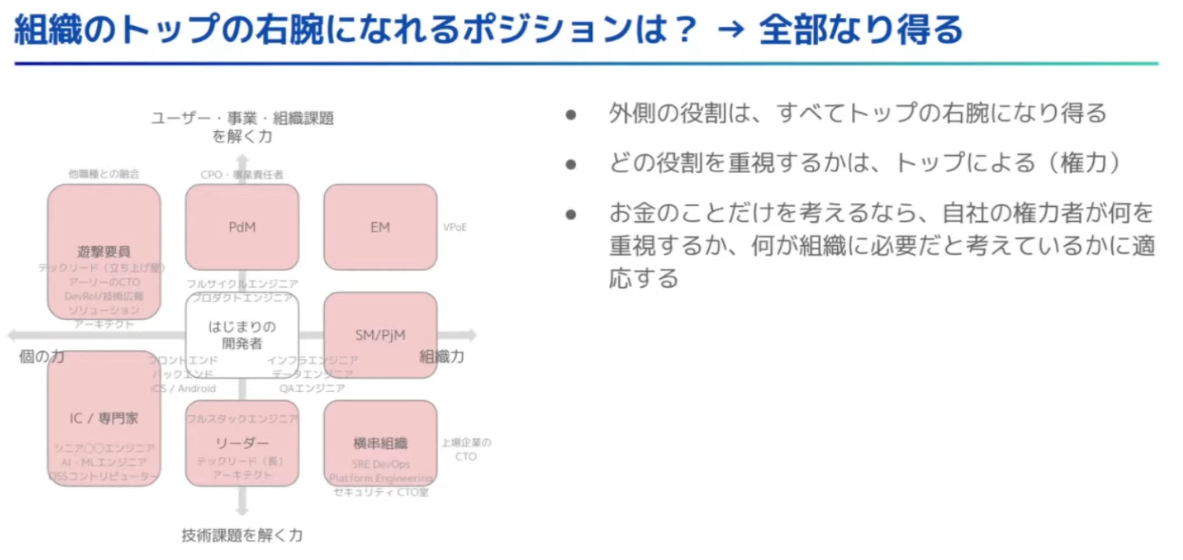 組織のトップの右腕になれるポジションは？ → 全部なり得る
ユーザー・事業・組織課題
を解く力
他職種との融合
CPO・事業責任者
遊撃要員
テックリード（立ち上げ屋）
アーリーのCTO
DevRel/技術広報
ソリューション
アーキテクト
PdM
EM
VPoE
フルサイクルエンジニア
プロダクトエンジニア
はじまりの
開発者
SM/PjM
個の力
組織力
フロントエンド
バックエンド
iOS / Android
インフラエンジニア
データエンジニア
QAエンジニア
IC / 専門家
シニア〇〇エンジニア
AI・MLエンジニア
OSSコントリビューター
フルスタックエンジニア
リーダー
テックリード（長）
アーキテクト
横串組織
SRE DevOps
Platform Engineering
セキュリティ CTO室
上場企業の
CTO
技術課題を解く力
● 外側の役割は、すべてトップの右腕になり得る
● どの役割を重視するかは、トップによる（権力）
● お金のことだけを考えるなら、自社の権力者が何を
重視するか、何が組織に必要だと考えているかに適
応する